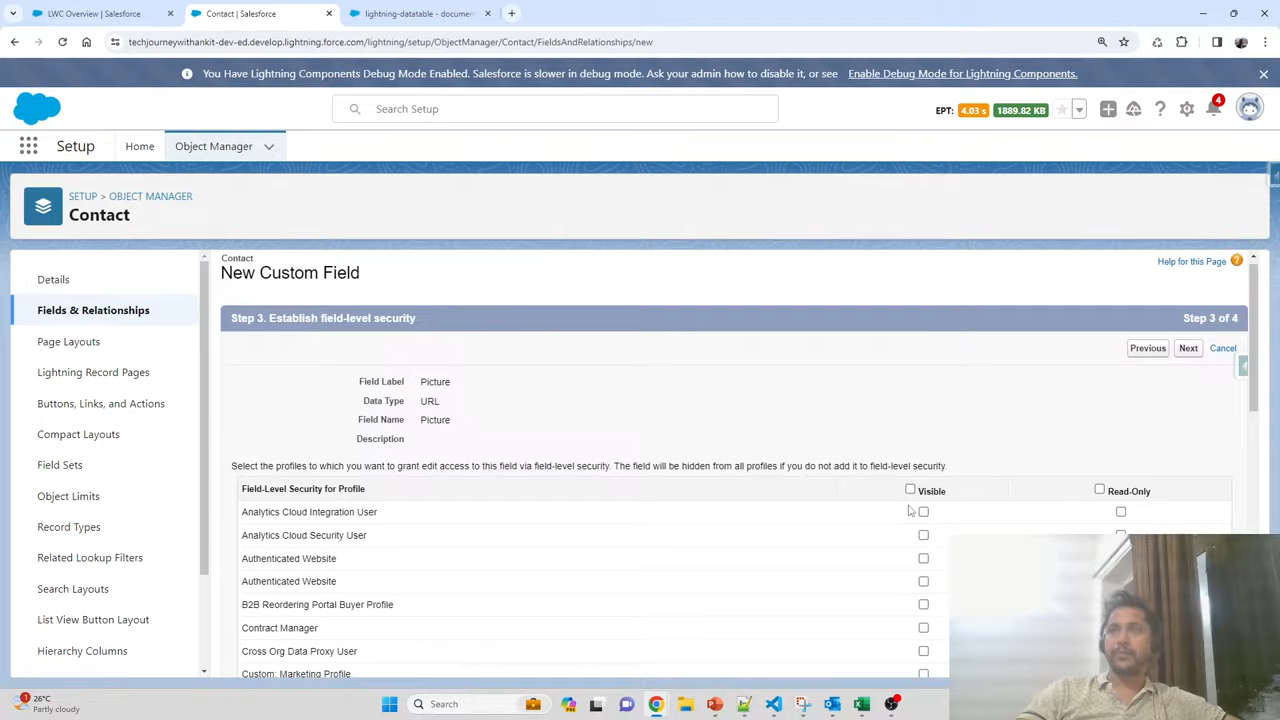 LWC Overview | Salesforce
Contact | Salesforce
lightning-datatable - documen
techjourneywithankit-dev-ed.develop.lightning.force.com/lightning/setup/ObjectManager/Contact/FieldsAndRelationships/new
You Have Lightning Components Debug Mode Enabled. Salesforce is slower in debug mode. Ask your admin how to disable it, or see Enable Debug Mode for Lightning Components.
Search Setup
EPT: 4.03 s 1889.82 KB
4
Setup
Home
Object Manager
SETUP > OBJECT MANAGER
Contact
Details
Fields & Relationships
Page Layouts
Lightning Record Pages
Buttons, Links, and Actions
Compact Layouts
Field Sets
Object Limits
Record Types
Related Lookup Filters
Search Layouts
List View Button Layout
Hierarchy Columns
Contact
New Custom Field
Help for this Page
Step 3. Establish field-level security
Step 3 of 4
Previous Next Cancel
Field Label Picture
Data Type URL
Field Name Picture
Description
Select the profiles to which you want to grant edit access to this field via field-level security. The field will be hidden from all profiles if you do not add it to field-level security.
Field-Level Security for Profile Visible Read-Only
Analytics Cloud Integration User
Analytics Cloud Security User
Authenticated Website
Authenticated Website
B2B Reordering Portal Buyer Profile
Contract Manager
Cross Org Data Proxy User
Custom: Marketing Profile
1
26°C
Partly cloudy
Search